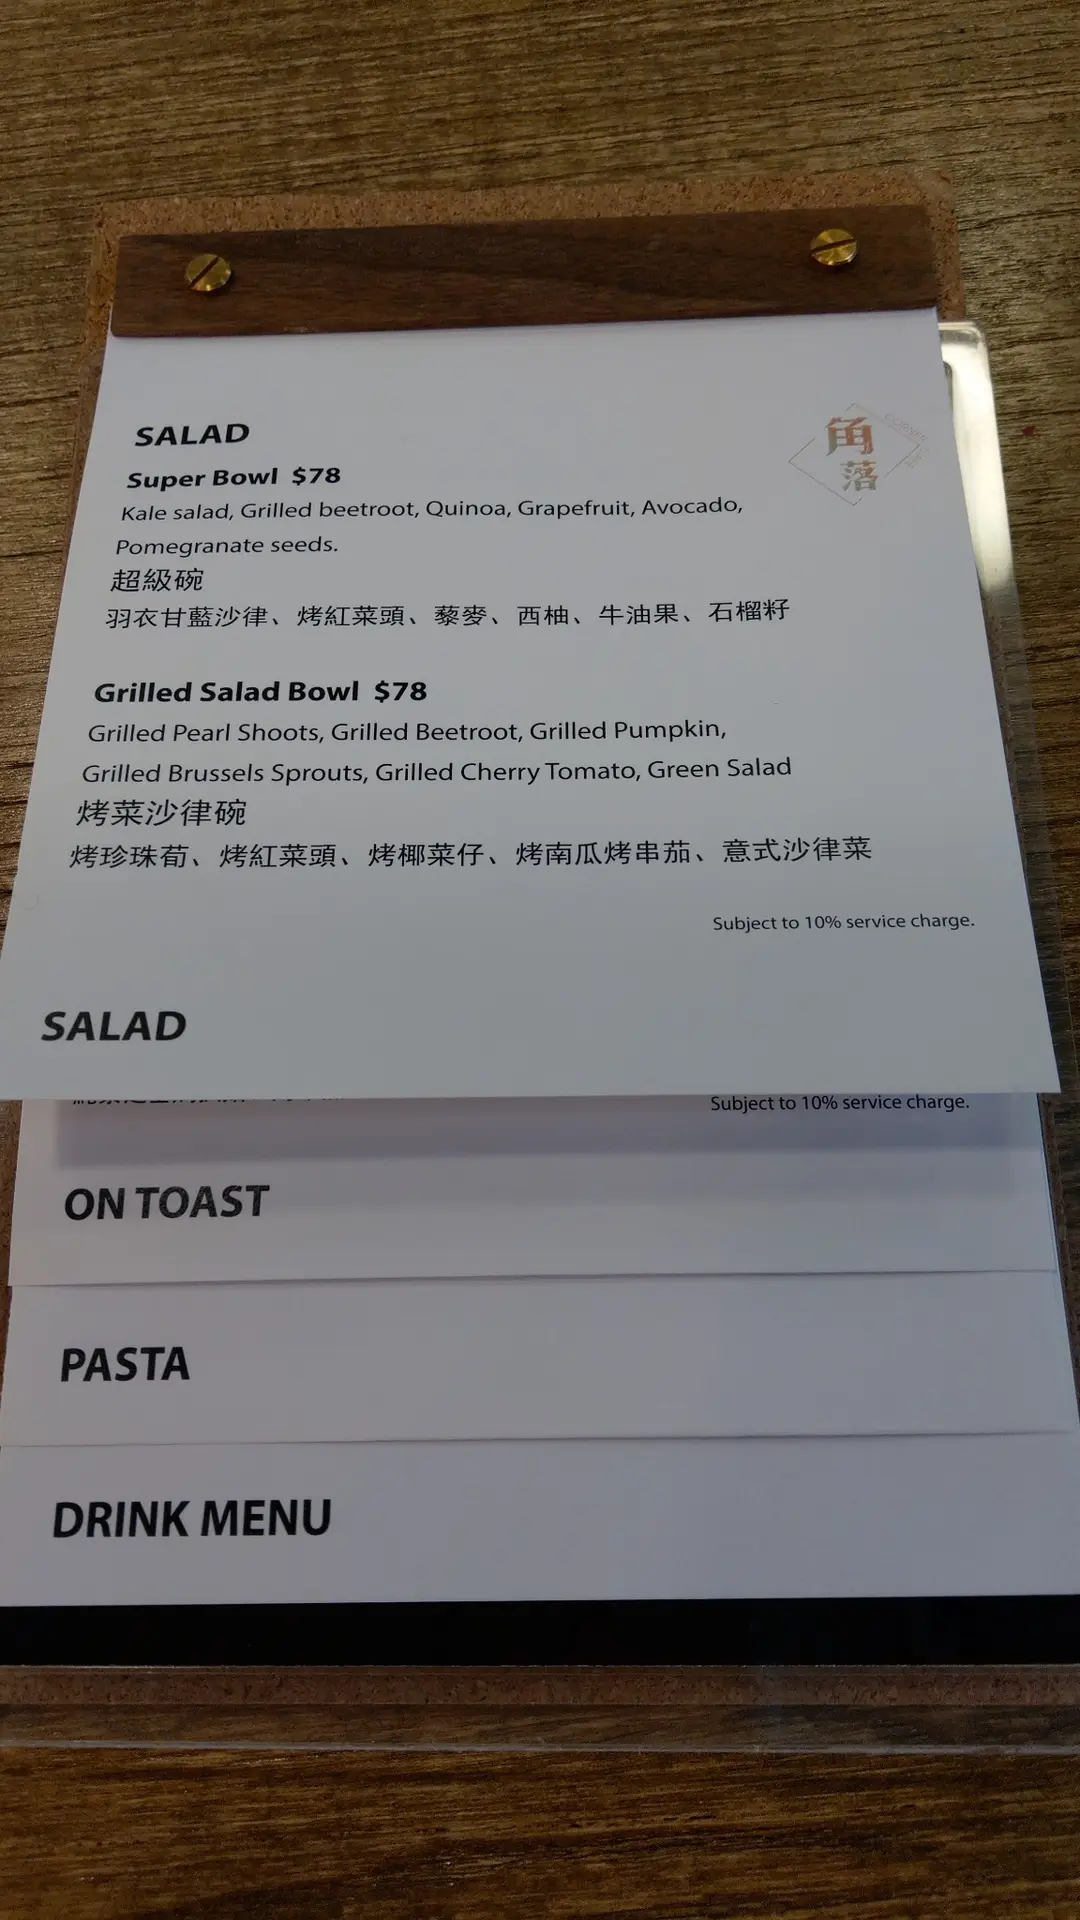 SALAD
角落
CORNER
Super Bowl $78
Kale salad, Grilled beetroot, Quinoa, Grapefruit, Avocado,
Pomegranate seeds.
超級碗
羽衣甘藍沙律、烤紅菜頭、藜麥、西柚、牛油果、石榴籽
Grilled Salad Bowl $78
Grilled Pearl Shoots, Grilled Beetroot, Grilled Pumpkin,
Grilled Brussels Sprouts, Grilled Cherry Tomato, Green Salad
烤菜沙律碗
烤珍珠荀、烤紅菜頭、烤椰菜仔、烤南瓜烤串茄、意式沙律菜
Subject to 10% service charge.
SALAD
Subject to 10% service charge.
ON TOAST
PASTA
DRINK MENU